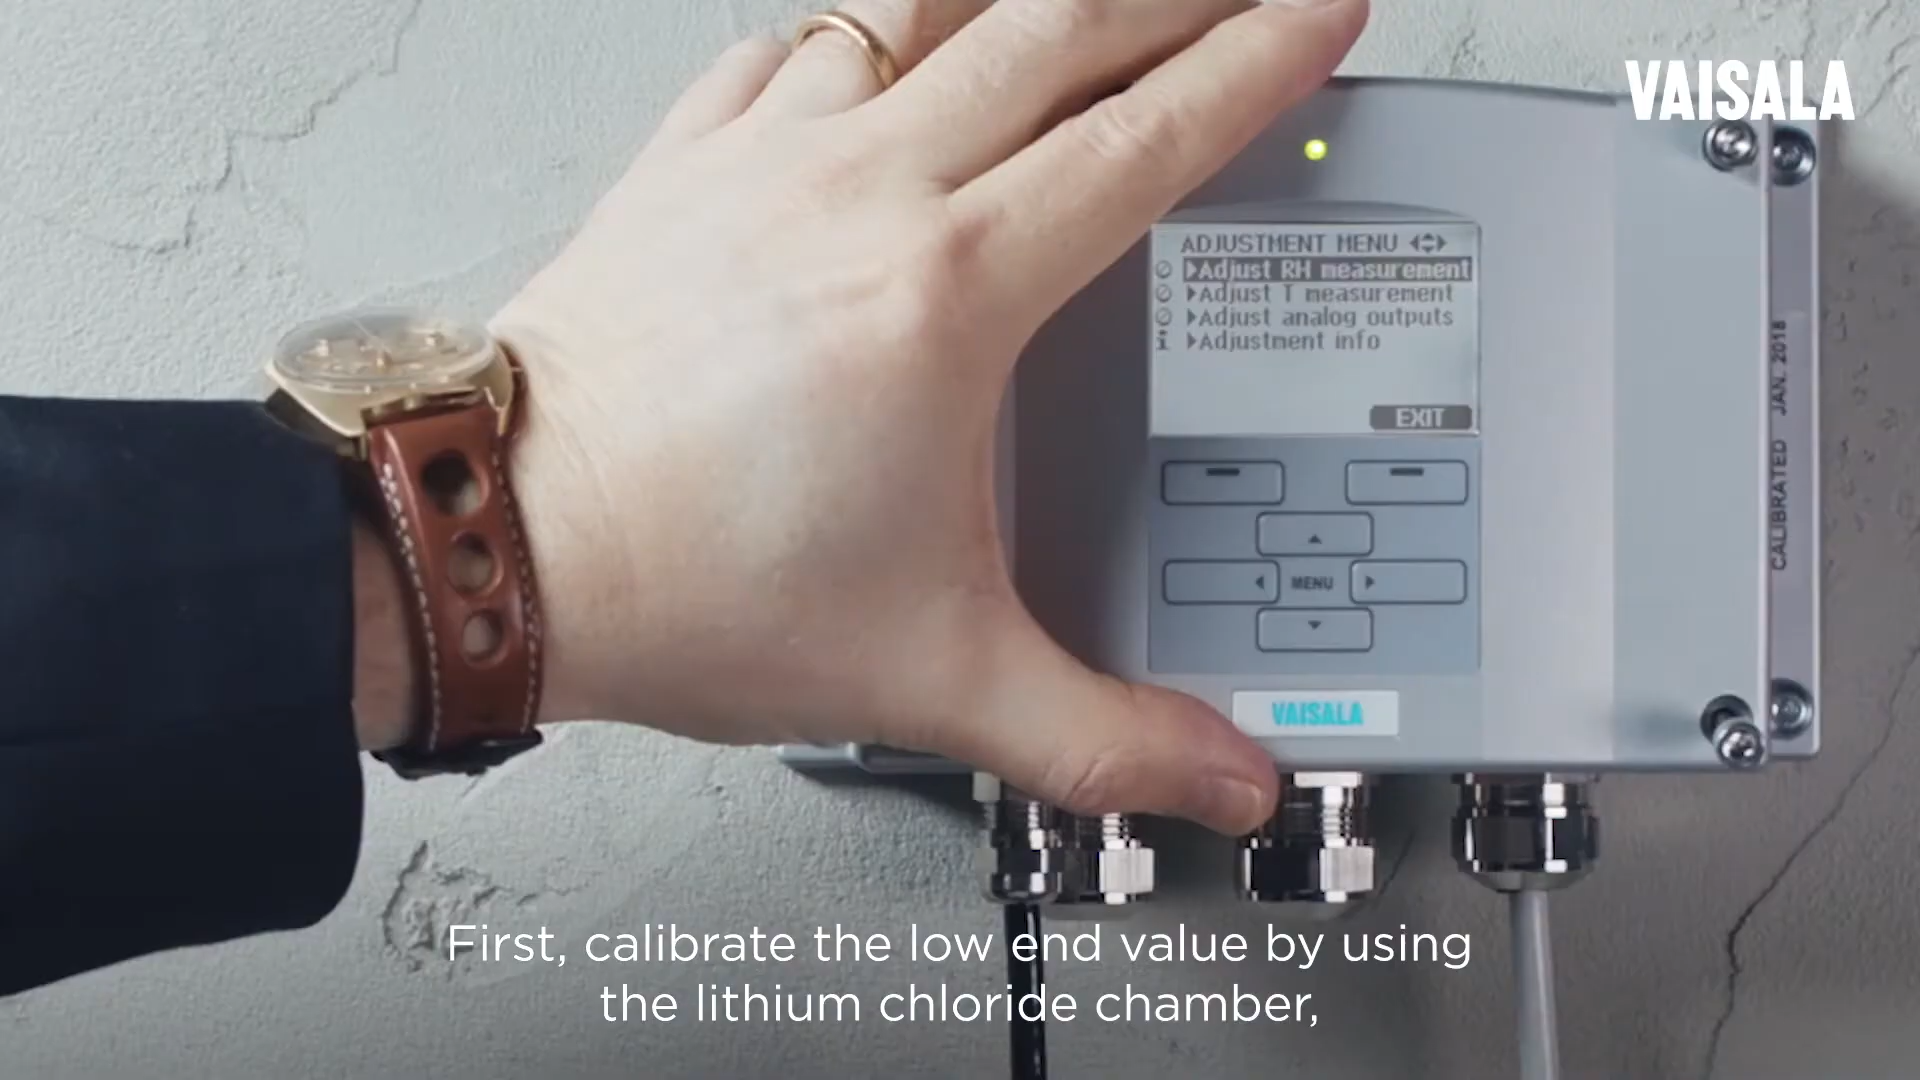 VAISALA
ADJUSTMENT MENU
Adjust RH measurement
Adjust T measurement
Adjust analog outputs
i Adjustment info
EXIT
MENU
VAISALA
CALIBRATED JAN. 2018
First, calibrate the low end value by using
the lithium chloride chamber,